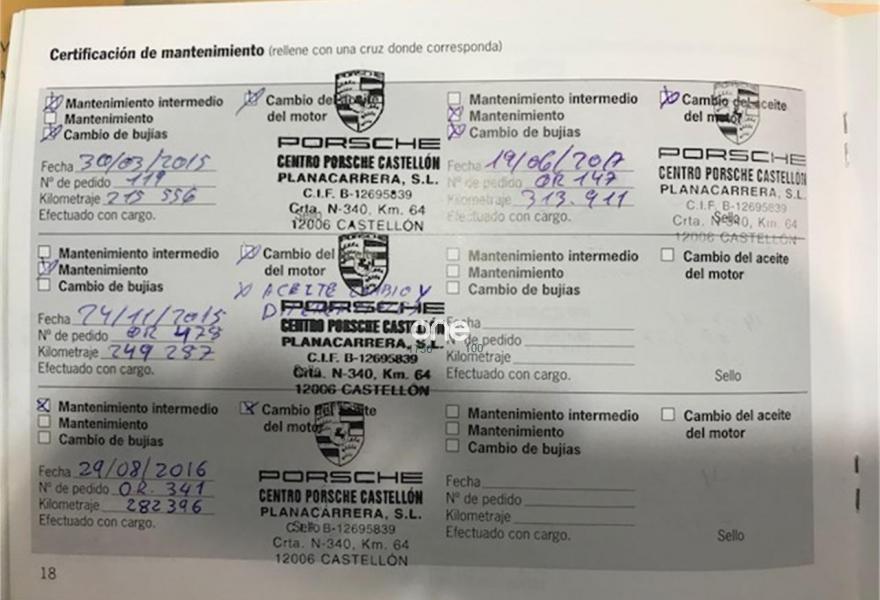 Certificación de mantenimiento (rellene con una cruz donde corresponda)
Mantenimiento intermedio
Mantenimiento
Cambio de bujías
Cambio del aceite
del motor
Fecha 30/03/2015
Nº de pedido 119
Kilometraje 215 556
Efectuado con cargo.
PORSCHE
CENTRO PORSCHE CASTELLÓN
PLANACARRERA, S.L.
C.I.F. B-12695839
Crta. N-340, Km. 64
12006 CASTELLÓN
Mantenimiento intermedio
Mantenimiento
Cambio de bujías
Cambio del aceite
del motor
Fecha 19/06/2017
Nº de pedido OR 147
Kilometraje 313.911
Efectuado con cargo.
PORSCHE
CENTRO PORSCHE CASTELLÓN
PLANACARRERA, S.L.
C.I.F. B-12695839
Crta. N-340, Km. 64
Sello
12006 CASTELLÓN
Mantenimiento intermedio
Mantenimiento
Cambio de bujías
Cambio del
del motor
ACEITE CAMBIO Y
Fecha 24/11/2015
Nº de pedido OR 475
Kilometraje 249 287
Efectuado con cargo.
PORSCHE
CENTRO PORSCHE CASTELLÓN
PLANACARRERA, S.L.
C.I.F. B-12695839
Crta. N-340, Km. 64
12006 CASTELLÓN
one
Mantenimiento intermedio
Mantenimiento
Cambio de bujías
Cambio del aceite
del motor
Fecha
Nº de pedido
Kilometraje
Efectuado con cargo.
Sello
Mantenimiento intermedio
Mantenimiento
Cambio de bujías
Cambio del aceite
del motor
Fecha 29/08/2016
Nº de pedido OR. 341
Kilometraje 282396
Efectuado con cargo.
PORSCHE
CENTRO PORSCHE CASTELLÓN
PLANACARRERA, S.L.
Sello
C.I.F. B-12695839
Crta. N-340, Km. 64
12006 CASTELLÓN
Mantenimiento intermedio
Mantenimiento
Cambio de bujías
Cambio del aceite
del motor
Fecha
Nº de pedido
Kilometraje
Efectuado con cargo.
Sello
18